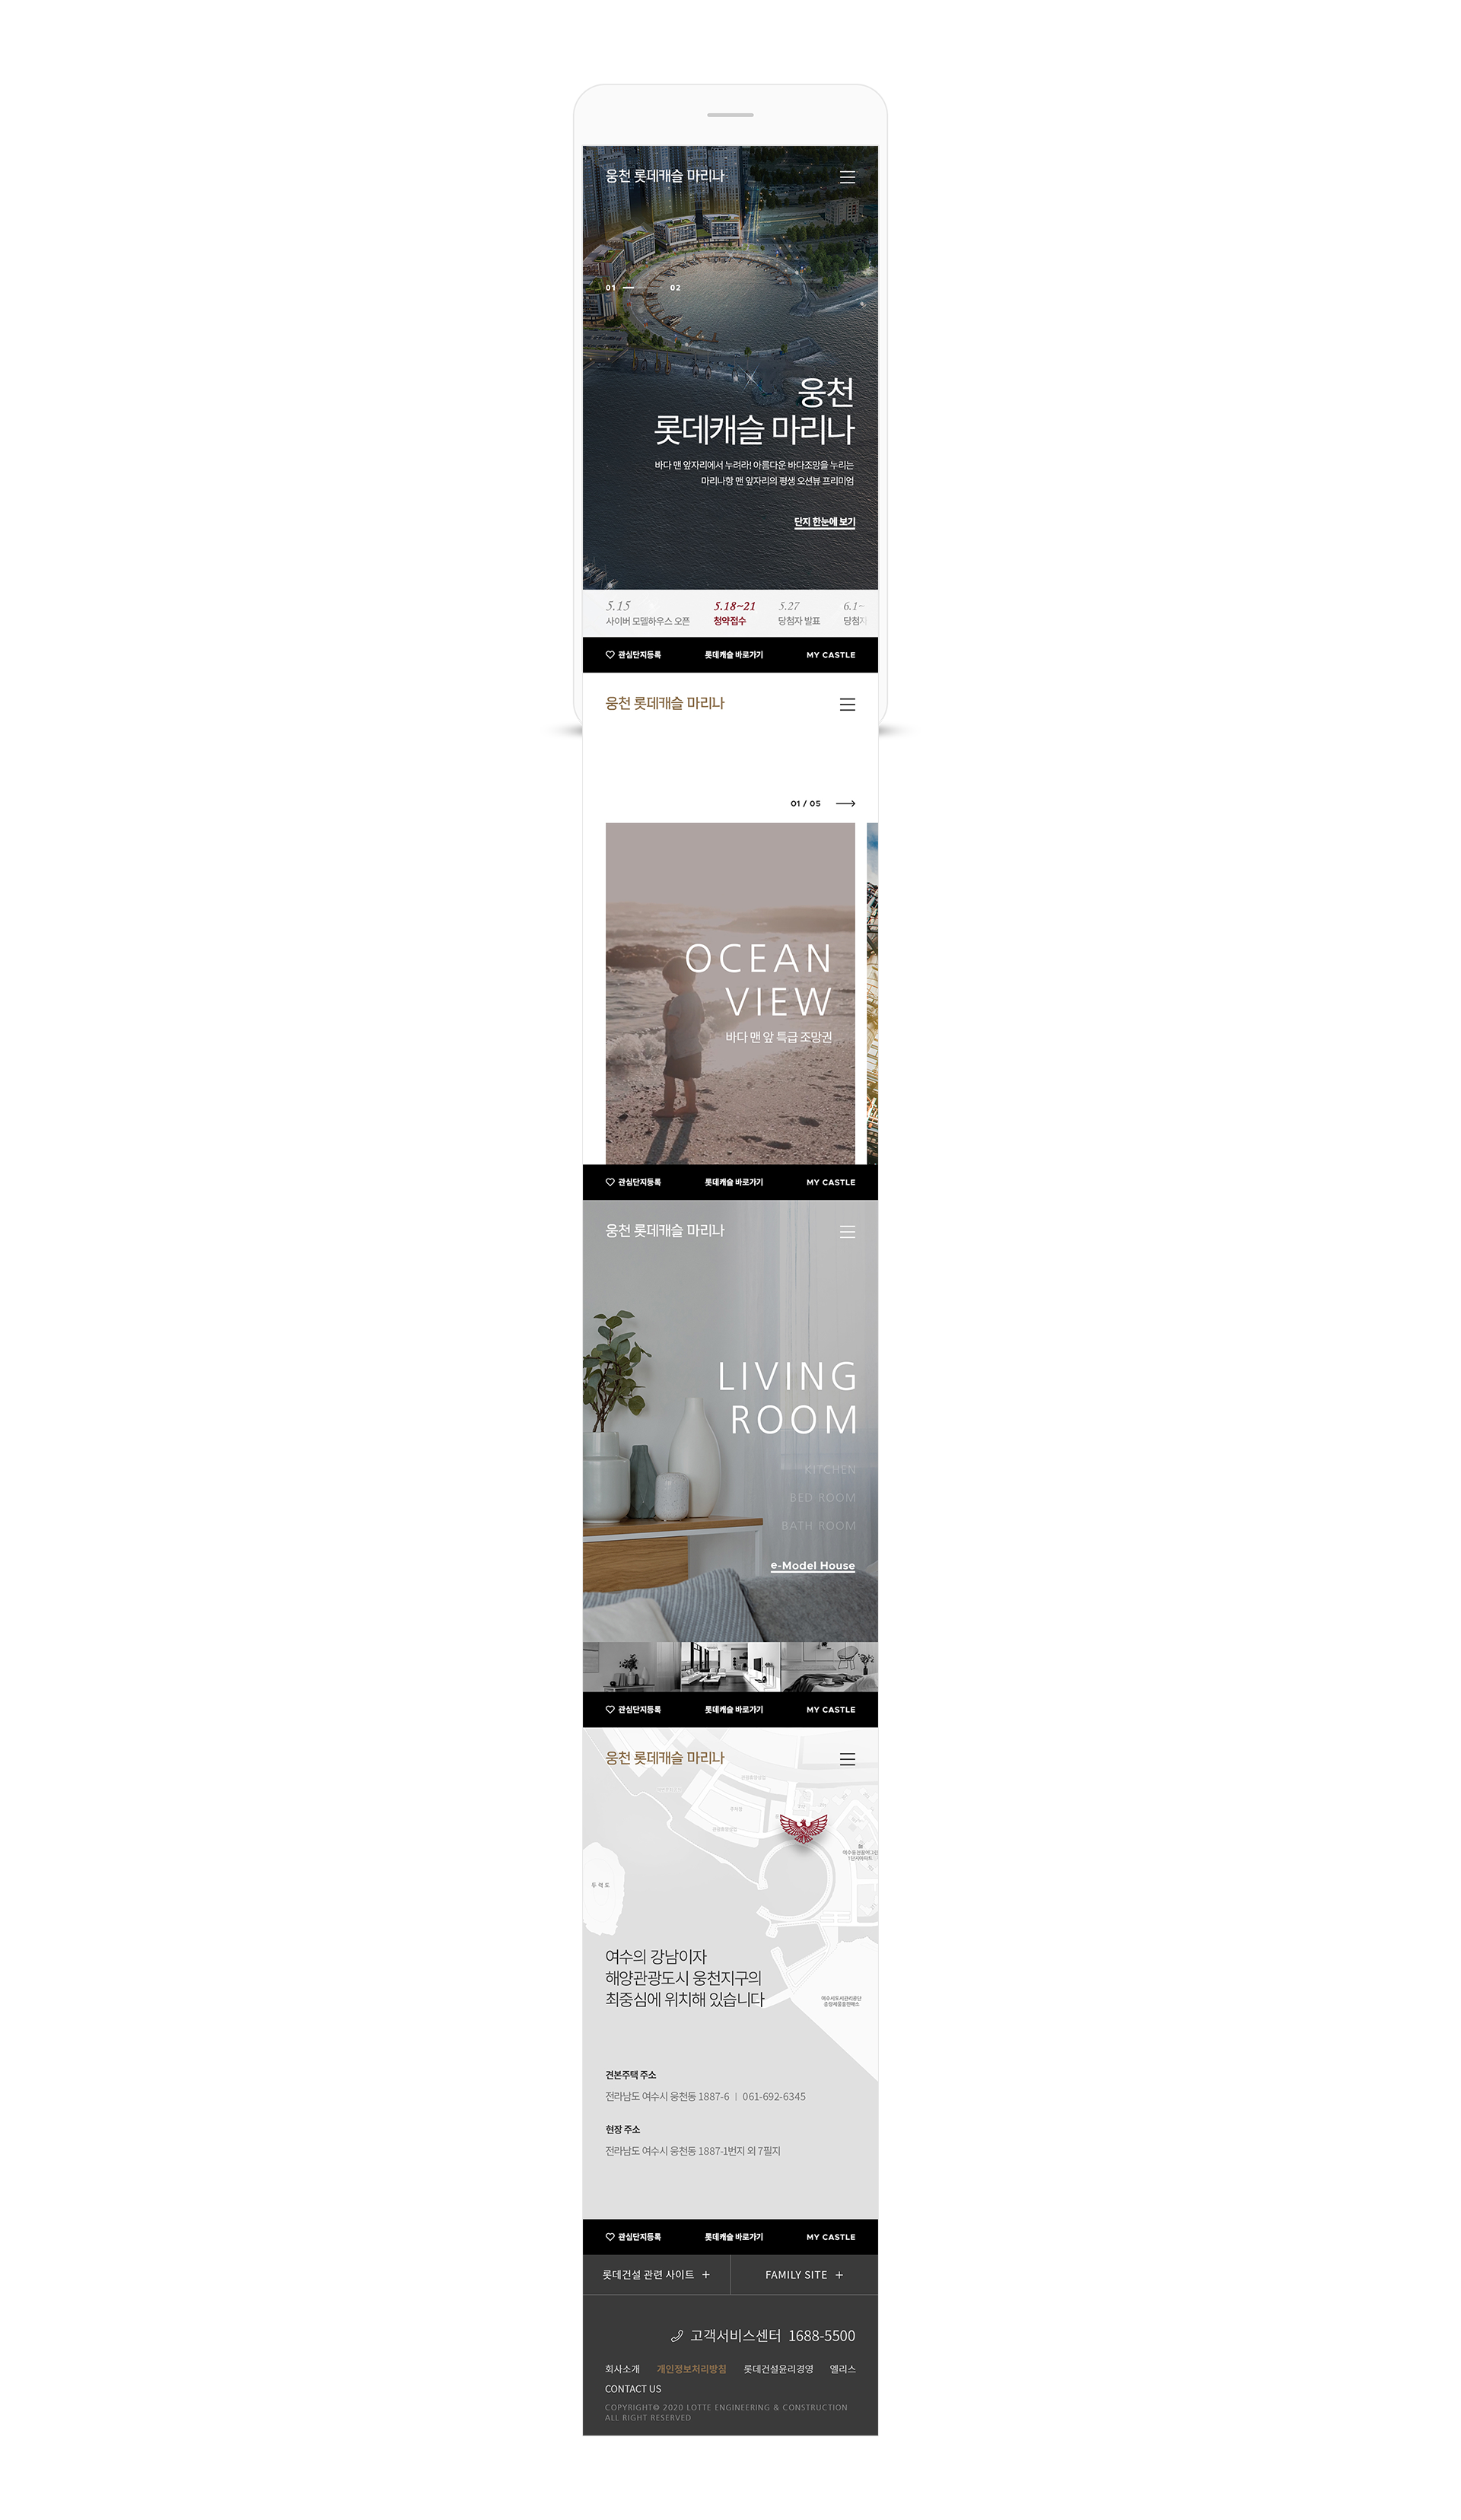 웅천 롯데캐슬 마리나
01 02
웅천
롯데캐슬 마리나
바다 맨 앞자리에서 누려라! 아름다운 바다조망을 누리는
마리나항 맨 앞자리의 평생 오션뷰 프리미엄
단지 한눈에 보기
5.15 5.18~21 5.27 6.1~
사이버 모델하우스 오픈 청약접수 당첨자 발표 당첨자
관심단지등록 롯데캐슬 바로가기 MY CASTLE
웅천 롯데캐슬 마리나
01 / 05
OCEAN
VIEW
바다 맨 앞 특급 조망권
관심단지등록 롯데캐슬 바로가기 MY CASTLE
웅천 롯데캐슬 마리나
LIVING
ROOM
KITCHEN
BED ROOM
BATH ROOM
e-Model House
관심단지등록 롯데캐슬 바로가기 MY CASTLE
웅천 롯데캐슬 마리나
두력도
여수의 강남이자
해양관광도시 웅천지구의
최중심에 위치해 있습니다
견본주택 주소
전라남도 여수시 웅천동 1887-6 | 061-692-6345
현장 주소
전라남도 여수시 웅천동 1887-1번지 외 7필지
관심단지등록 롯데캐슬 바로가기 MY CASTLE
롯데건설 관련 사이트 + FAMILY SITE +
고객서비스센터 1688-5500
회사소개 개인정보처리방침 롯데건설윤리경영 엘리스
CONTACT US
COPYRIGHT© 2020 LOTTE ENGINEERING & CONSTRUCTION
ALL RIGHT RESERVED